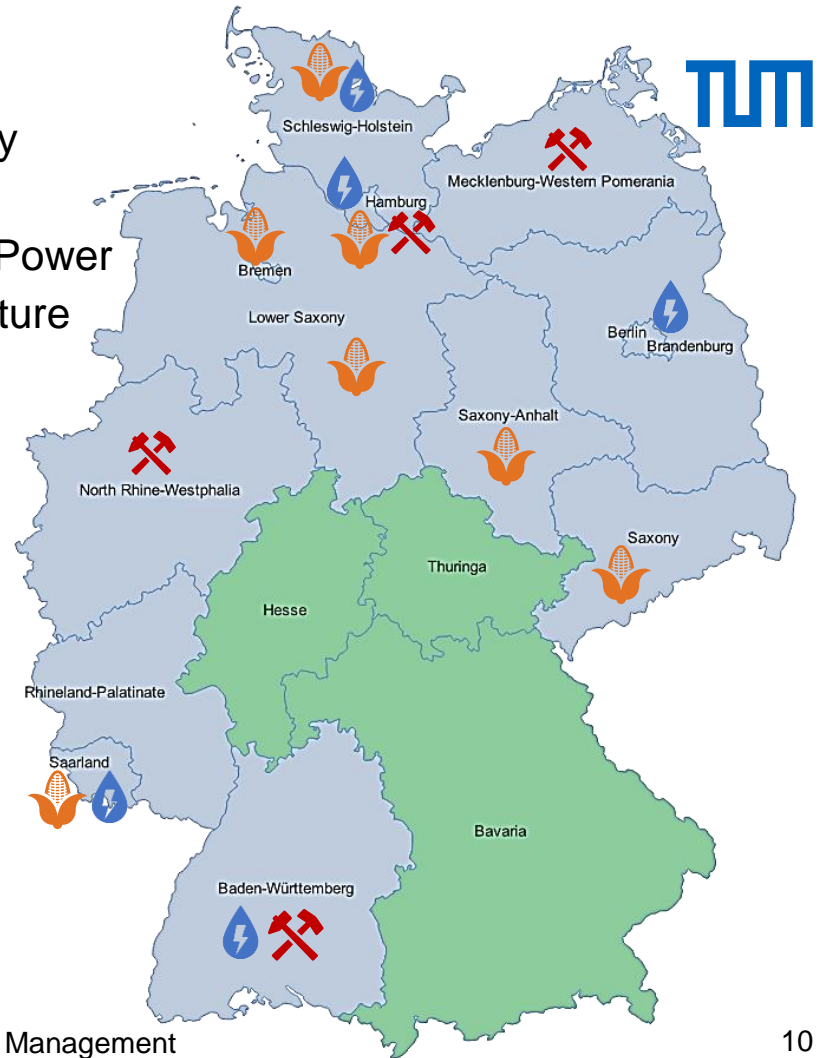 TUM
Schleswig-Holstein
y
Mecklenburg-Western Pomerania
Hamburg
Power
Bremen
ture
Lower Saxony
Berlin
Brandenburg
Saxony-Anhalt
North Rhine-Westphalia
Saxony
Thuringa
Hesse
Rhineland-Palatinate
Saarland
Bavaria
Baden-Württemberg
Management
10